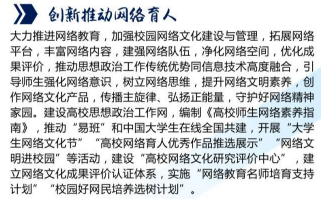 创新推动网络育人
大力推进网络教育，加强校园网络文化建设与管理，拓展网络
平台，丰富网络内容，建强网络队伍，净化网络空间，优化成
果评价，推动思想政治工作传统优势同信息技术高度融合，引
导师生强化网络意识，树立网络思维，提升网络文明素养，创
作网络文化产品，传播主旋律、弘扬正能量，守护好网络精神
家园。建设高校思想政治工作网，编制《高校师生网络素养指
南》，推动“易班”和中国大学生在线全国共建，开展“大学
生网络文化节”“高校网络育人优秀作品推选展示”“网络文
明进校园”等活动，建设“高校网络文化研究评价中心”，建
立网络文化成果评价认证体系，实施“网络教育名师培育支持
计划”“校园好网民培养选树计划”。